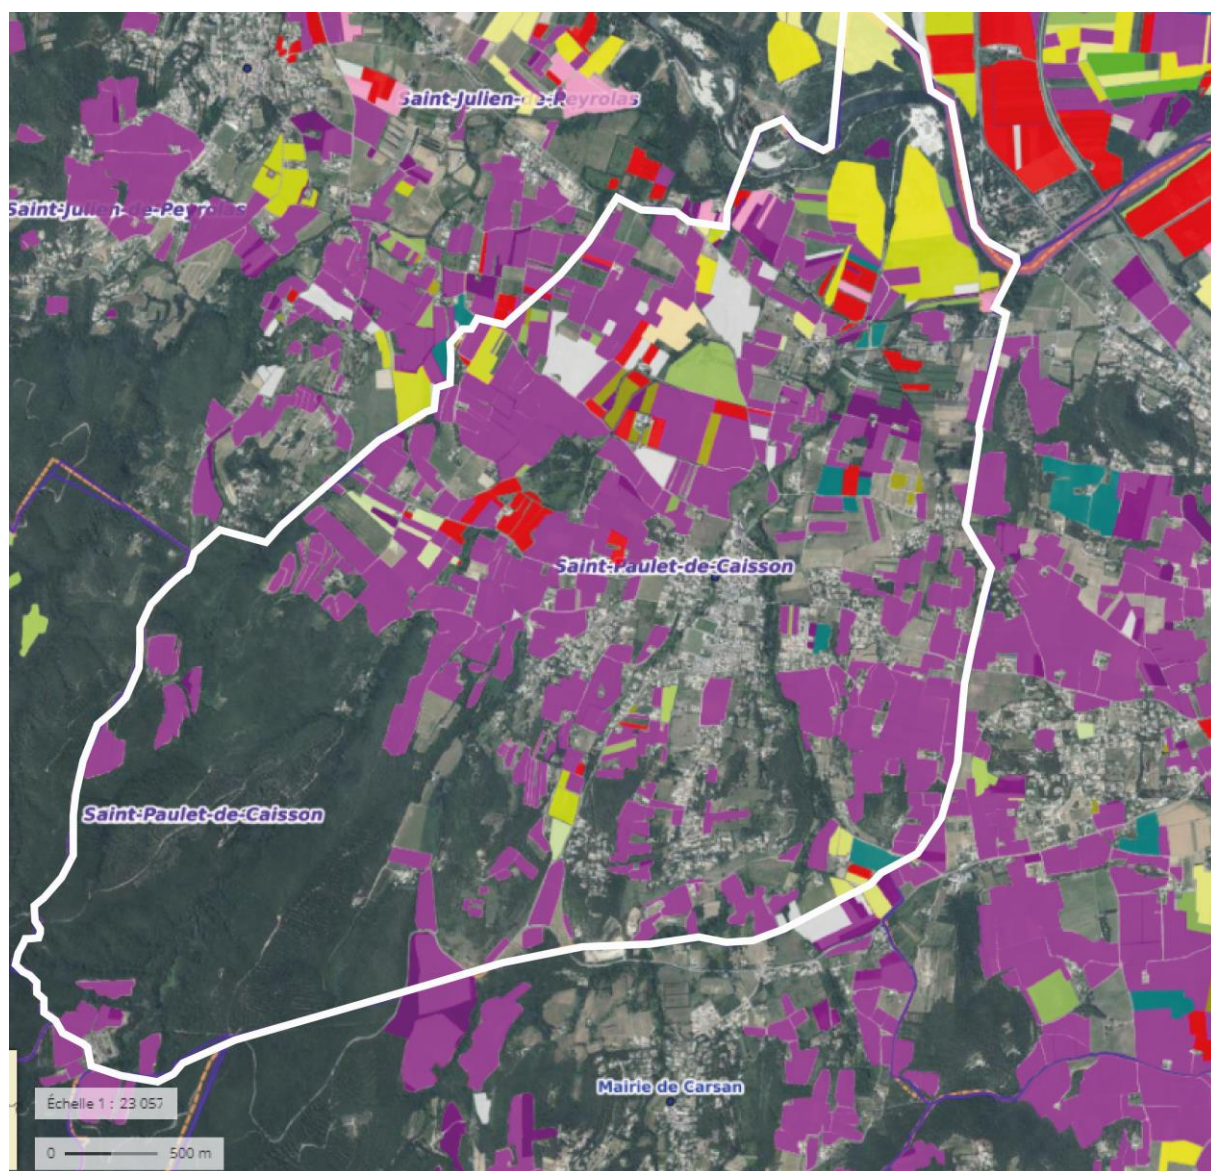 Saint-Julien-de-Peyrolas
Saint-Julien-de-Peyrolas
Saint-Paulet-de-Caisson
Saint-Paulet-de-Caisson
Mairie de Carsan
Échelle 1 : 23 057
0 500 m